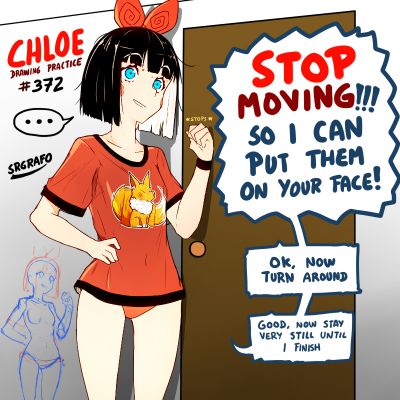 CHLOE
DRAWING PRACTICE
#372
...
SRGRAFO
*STOPS*
STOP
MOVING!!!
SO I CAN
PUT THEM
ON YOUR FACE!
OK, NOW
TURN AROUND
GOOD, NOW STAY
VERY STILL UNTIL
I FINISH